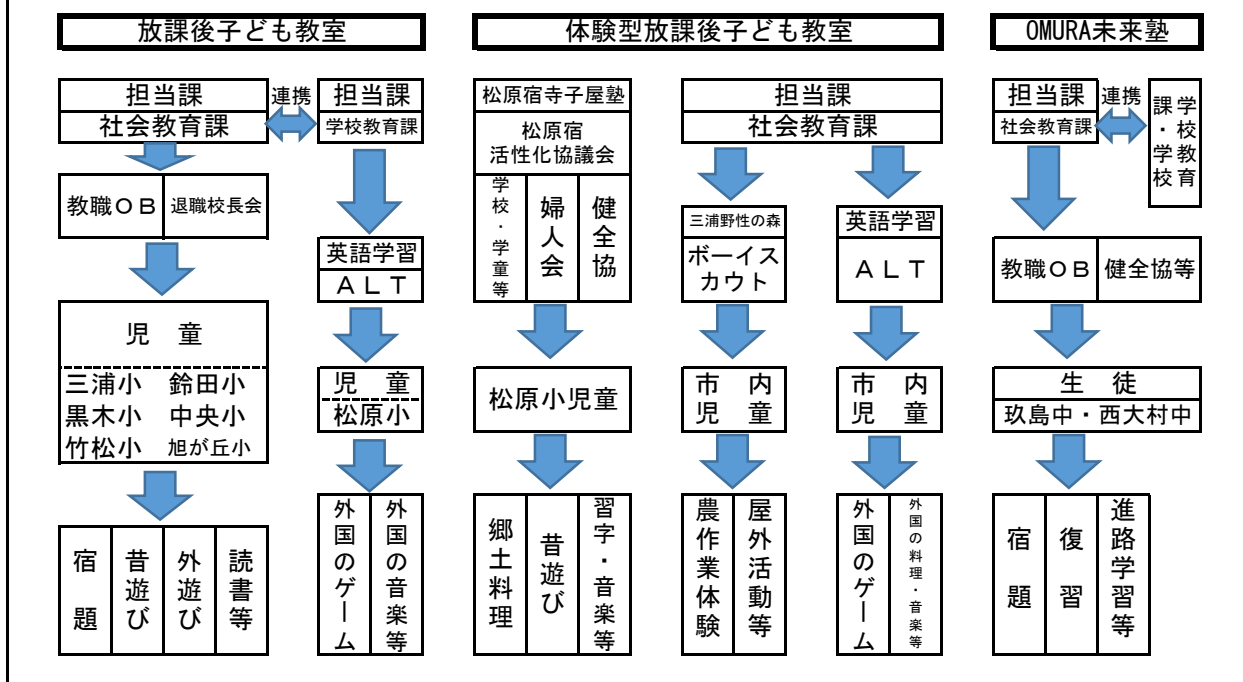 放課後子ども教室
担当課
社会教育課
連携
担当課
学校教育課
教職ＯＢ
退職校長会
英語学習
ＡＬＴ
児　童
三浦小　鈴田小
黒木小　中央小
竹松小　旭が丘小
児　童
松原小
宿題
昔遊び
外遊び
読書等
外国のゲーム
外国の音楽等
体験型放課後子ども教室
松原宿寺子屋塾
松原宿
活性化協議会
学校・学童等
婦人会
健全協
松原小児童
郷土料理
昔遊び
習字・音楽等
担当課
社会教育課
三浦野性の森
ボーイス
カウト
英語学習
ＡＬＴ
市　内
児　童
市　内
児　童
農作業体験
屋外活動等
外国のゲーム
外国の料理・音楽等
OMURA未来塾
担当課
社会教育課
連携
学校教育
課・学校
教職ＯＢ
健全協等
生　徒
玖島中・西大村中
宿題
復習
進路学習等